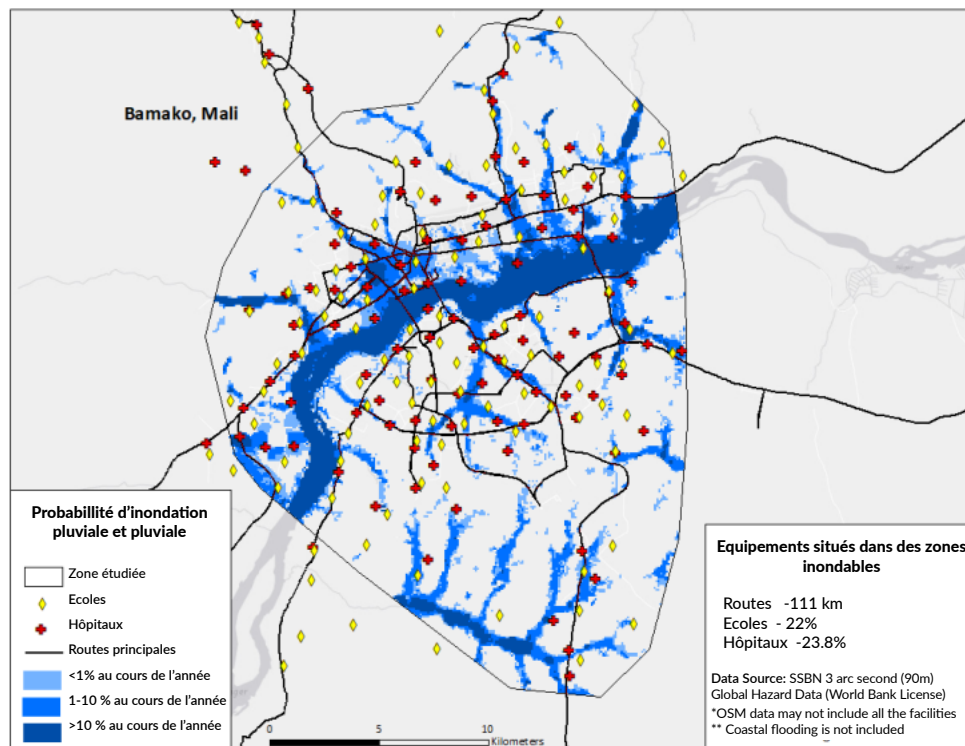 Bamako, Mali
Probabillité d'inondation
pluviale et pluviale
Zone étudiée
Ecoles
Hôpitaux
Routes principales
<1% au cours de l'année
1-10 % au cours de l'année
>10 % au cours de l'année
0 5 10
Kilometers
Equipements situés dans des zones
inondables
Routes -111 km
Ecoles - 22%
Hôpitaux -23.8%
Data Source: SSBN 3 arc second (90m)
Global Hazard Data (World Bank License)
*OSM data may not include all the facilities
** Coastal flooding is not included